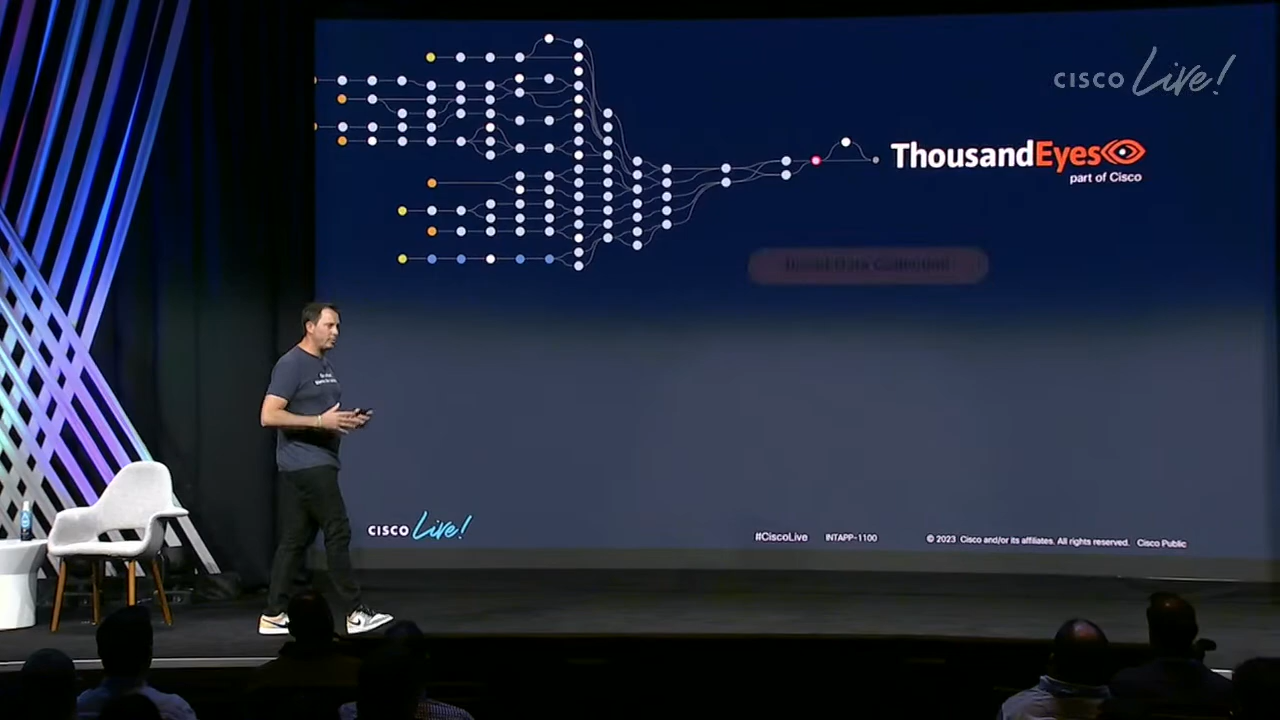 CISCO Live!
ThousandEyes
part of Cisco
CISCO Live!
#CiscoLive INTAPP-1100 © 2023 Cisco and/or its affiliates. All rights reserved. Cisco Public